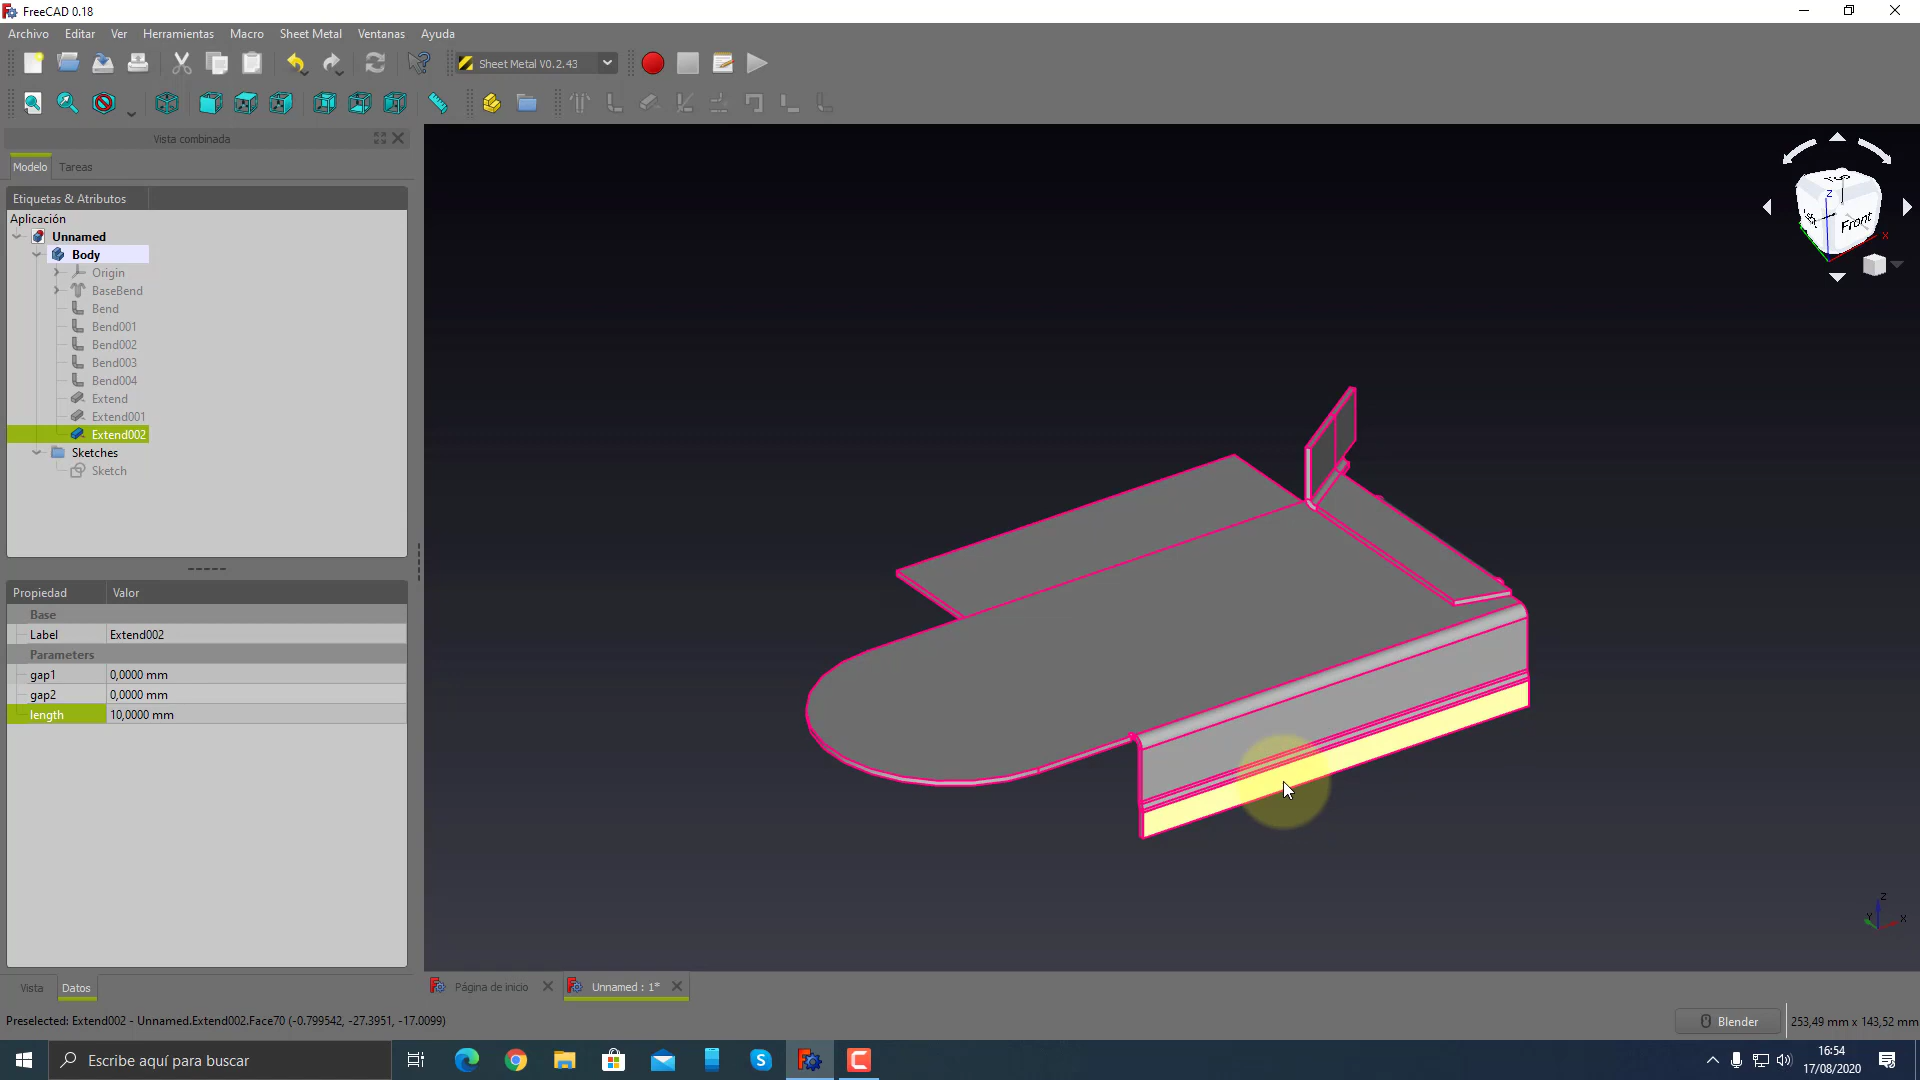 FreeCAD 0.18
Archivo Editar Ver Herramientas Macro Sheet Metal Ventanas Ayuda
Sheet Metal V0.2.43
Vista combinada
Modelo Tareas
Etiquetas & Atributos
Aplicación
Unnamed
Body
Origin
BaseBend
Bend
Bend001
Bend002
Bend003
Bend004
Extend
Extend001
Extend002
Sketches
Sketch
Propiedad Valor
Base
Label Extend002
Parameters
gap1 0,0000 mm
gap2 0,0000 mm
length 10,0000 mm
Front
Z
X
Z
Y
X
Vista Datos
Página de inicio Unnamed : 1*
Preselected: Extend002 - Unnamed.Extend002.Face70 (-0.799542, -27.3951, -17.0099)
Blender 253,49 mm x 143,52 mm
Escribe aquí para buscar
16:54
17/08/2020